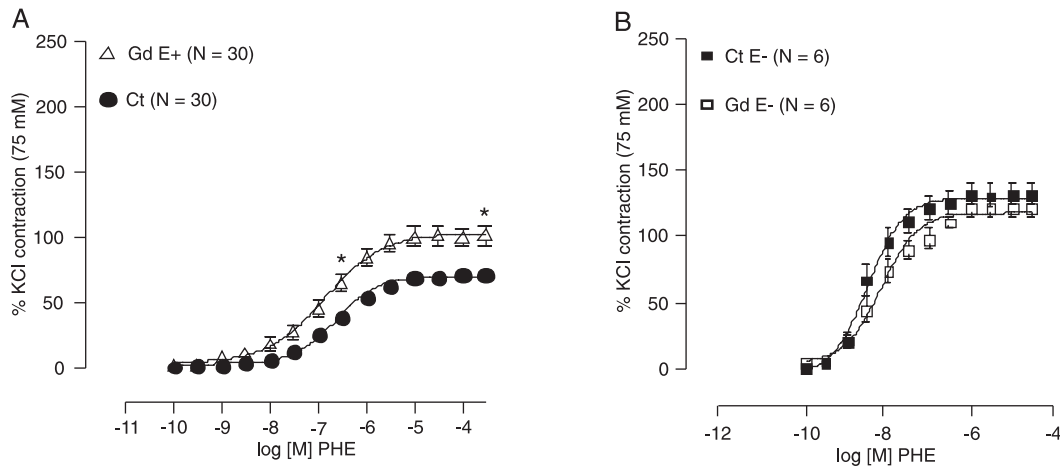 A
250
200
150
100
50
0
% KCl contraction (75 mM)
Gd E+ (N = 30)
Ct (N = 30)
*
*
-11 -10 -9 -8 -7 -6 -5 -4
log [M] PHE
B
250
200
150
100
50
0
% KCl contraction (75 mM)
Ct E- (N = 6)
Gd E- (N = 6)
-12 -10 -8 -6 -4
log [M] PHE